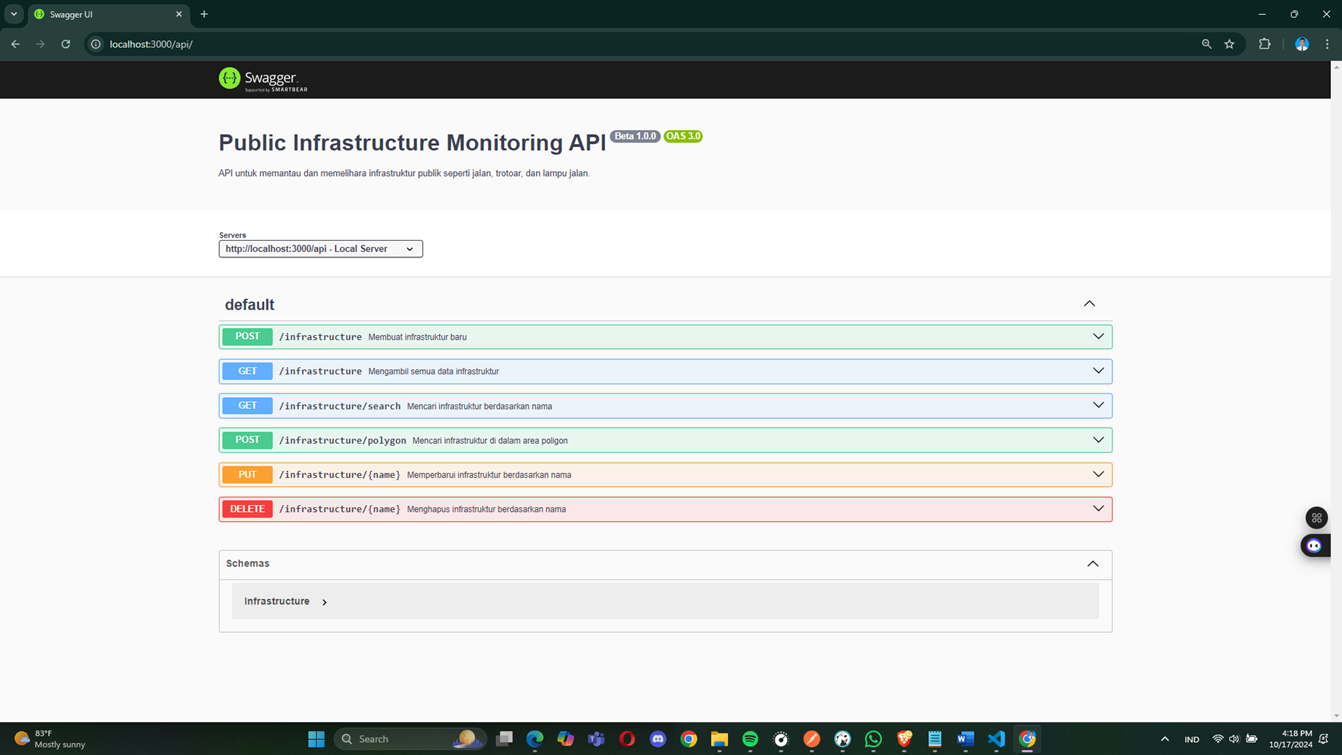 Swagger UI
localhost:3000/api/
Swagger.
Supported by SMARTBEAR
Public Infrastructure Monitoring API Beta 1.0.0 OAS 3.0
API untuk memantau dan memelihara infrastruktur publik seperti jalan, trotoar, dan lampu jalan.
Servers
http://localhost:3000/api - Local Server
default
POST /infrastructure Membuat infrastruktur baru
GET /infrastructure Mengambil semua data infrastruktur
GET /infrastructure/search Mencari infrastruktur berdasarkan nama
POST /infrastructure/polygon Mencari infrastruktur di dalam area poligon
PUT /infrastructure/{name} Memperbarui infrastruktur berdasarkan nama
DELETE /infrastructure/{name} Menghapus infrastruktur berdasarkan nama
Schemas
Infrastructure
83°F
Mostly sunny
Search
IND
4:18 PM
10/17/2024